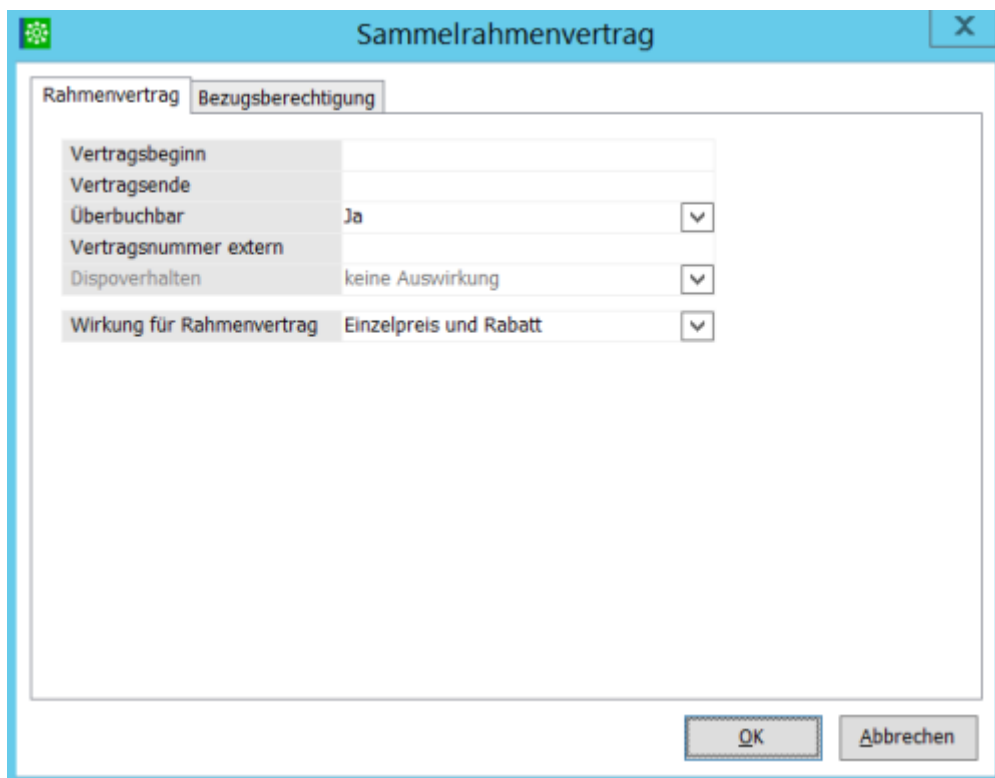 Sammelrahmenvertrag
Rahmenvertrag Bezugsberechtigung
Vertragsbeginn
Vertragsende
Überbuchbar Ja
Vertragsnummer extern
Dispoverhalten keine Auswirkung
Wirkung für Rahmenvertrag Einzelpreis und Rabatt
OK Abbrechen